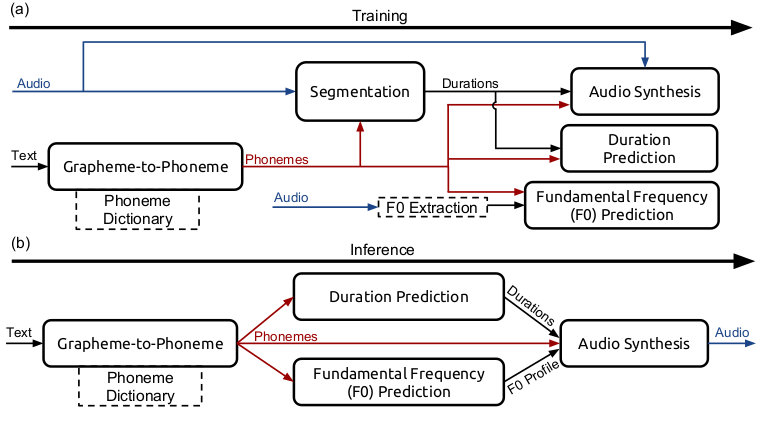 (a)
Training
Audio
Segmentation
Durations
Audio Synthesis
Text
Grapheme-to-Phoneme
Phonemes
Duration
Prediction
Phoneme
Dictionary
Audio
F0 Extraction
Fundamental Frequency
(F0) Prediction
(b)
Inference
Duration Prediction
Durations
Text
Grapheme-to-Phoneme
Phonemes
Audio Synthesis
Audio
Phoneme
Dictionary
Fundamental Frequency
(F0) Prediction
F0 Profile